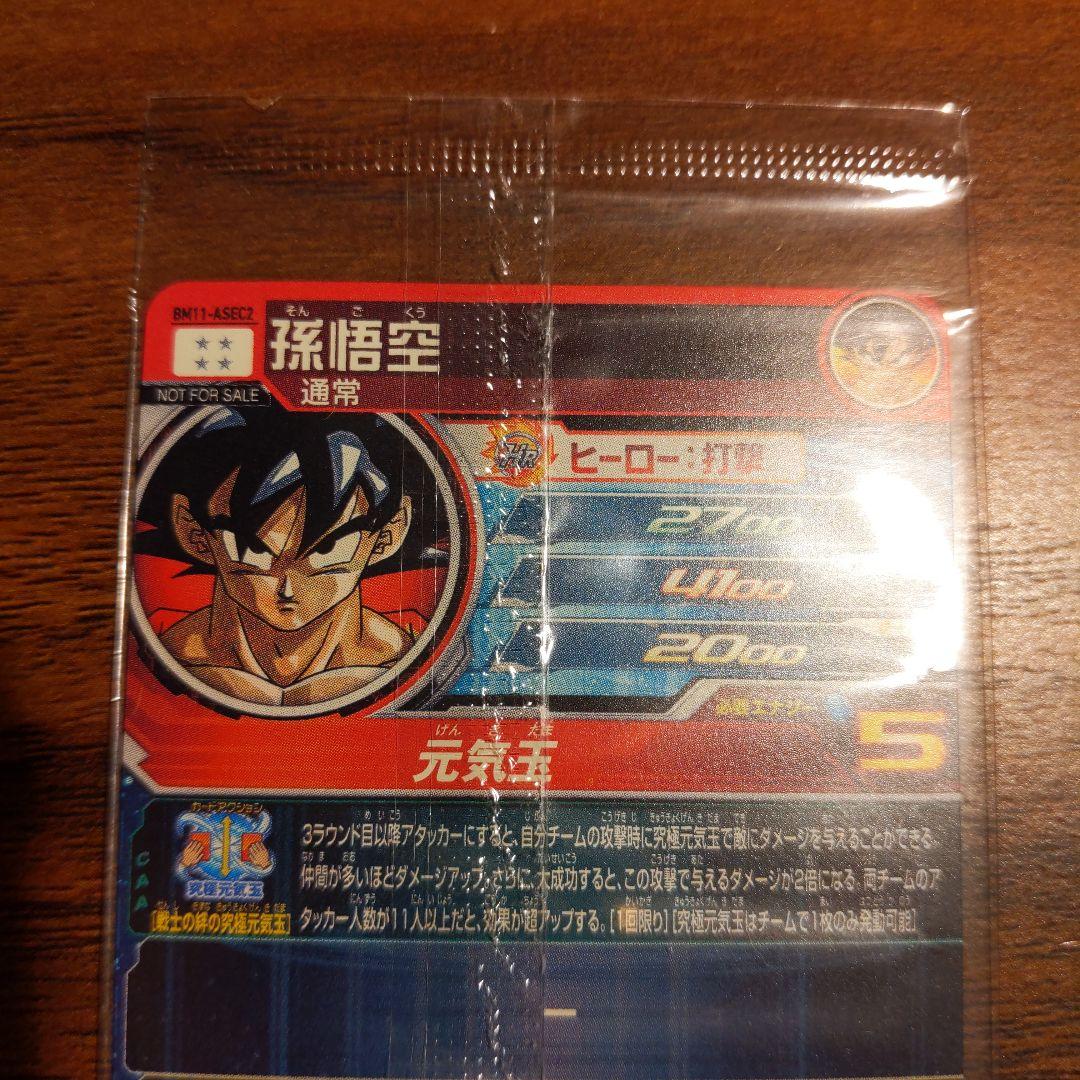 BM11-ASEC2
そん ご くう
孫悟空
NOT FOR SALE
通常
ヒーロー：打撃
2700
4100
2000
必要エナジー
5
げん き だま
元気玉
カードアクション
究極元気玉
CAA
[戦士の絆の究極元気玉]
3ラウンド目以降アタッカーにすると、自分チームの攻撃時に究極元気玉で敵にダメージを与えることができる
仲間が多いほどダメージアップ。さらに、大成功すると、この攻撃で与えるダメージが2倍になる 両チームのア
タッカー人数が11人以上だと、効果が超アップする。[1回限り][究極元気玉はチームで1枚のみ発動可能]
ー